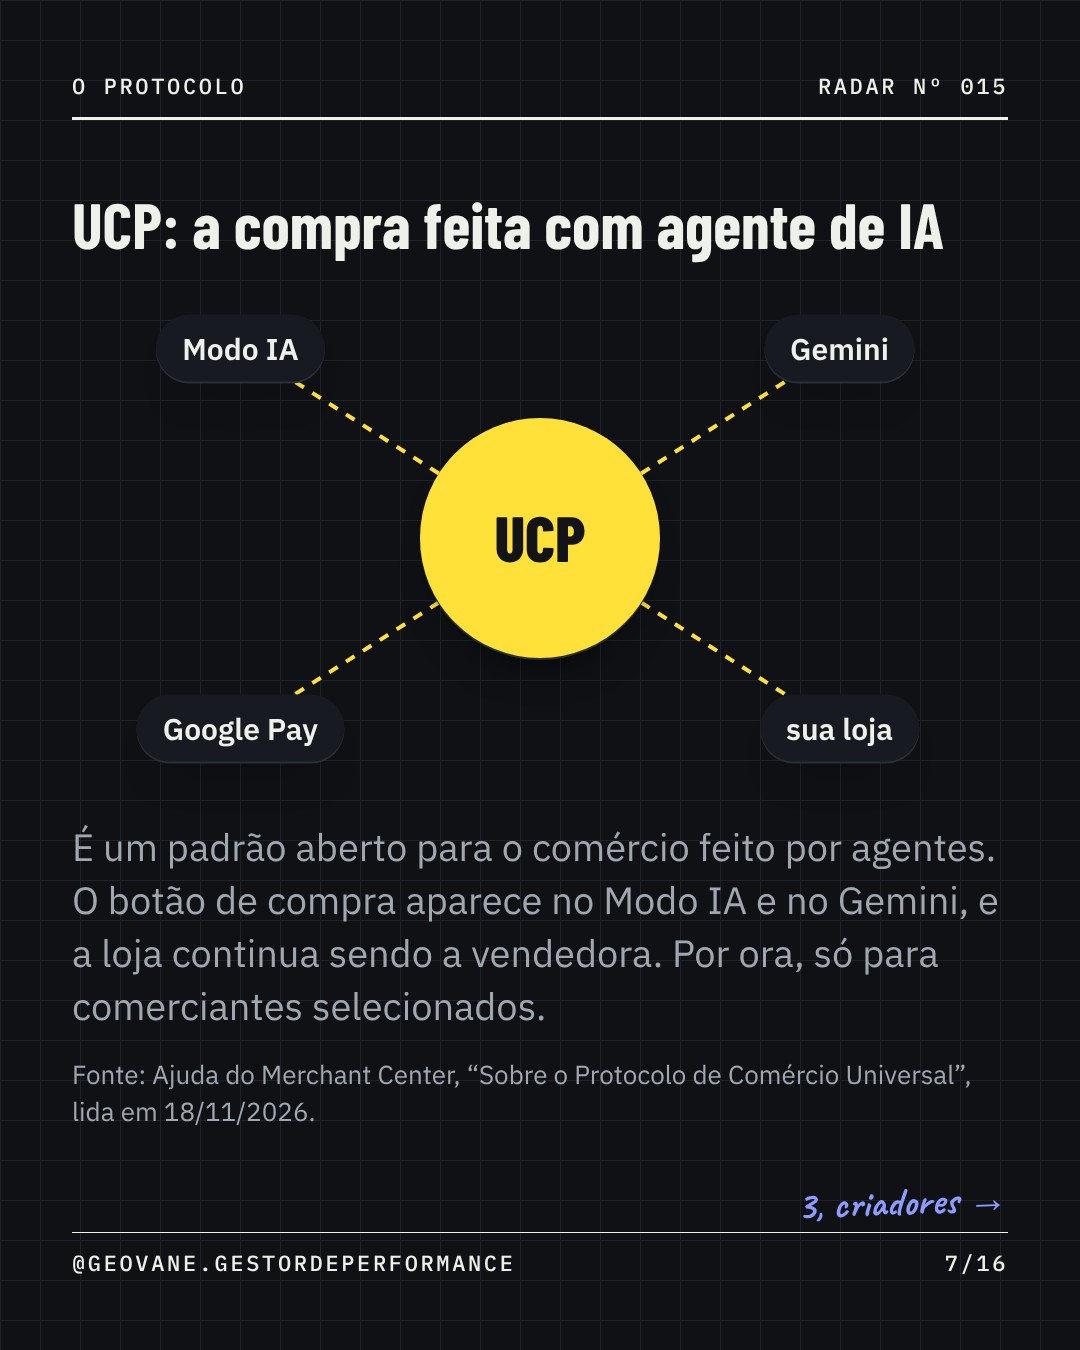 O PROTOCOLO
RADAR Nº 015
UCP: a compra feita com agente de IA
Modo IA
Gemini
UCP
Google Pay
sua loja
É um padrão aberto para o comércio feito por agentes.
O botão de compra aparece no Modo IA e no Gemini, e
a loja continua sendo a vendedora. Por ora, só para
comerciantes selecionados.
Fonte: Ajuda do Merchant Center, “Sobre o Protocolo de Comércio Universal”,
lida em 18/11/2026.
3, criadores →
@GEOVANE.GESTORDEPERFORMANCE
7/16